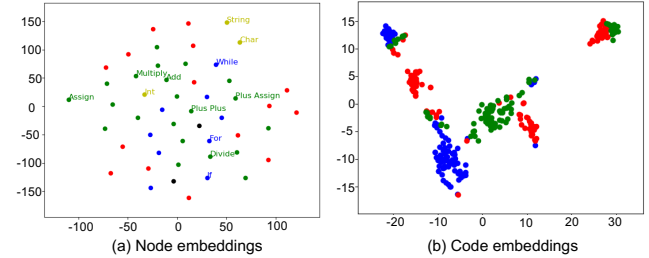 String
Char
While
Multiply
Add
Int
Assign
Plus Assign
Plus Plus
For
Divide
If
150
100
50
0
-50
-100
-150
-100
-50
0
50
100
(a) Node embeddings
15
10
5
0
-5
-10
-15
-20
-10
0
10
20
30
(b) Code embeddings